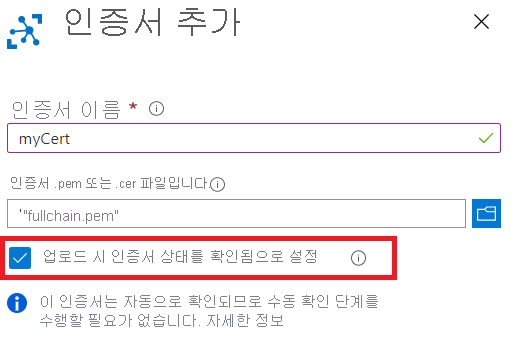 인증서 추가
인증서 이름 *
myCert
인증서 .pem 또는 .cer 파일입니다.
'"fullchain.pem"
업로드 시 인증서 상태를 확인됨으로 설정
이 인증서는 자동으로 확인되므로 수동 확인 단계를
수행할 필요가 없습니다. 자세한 정보